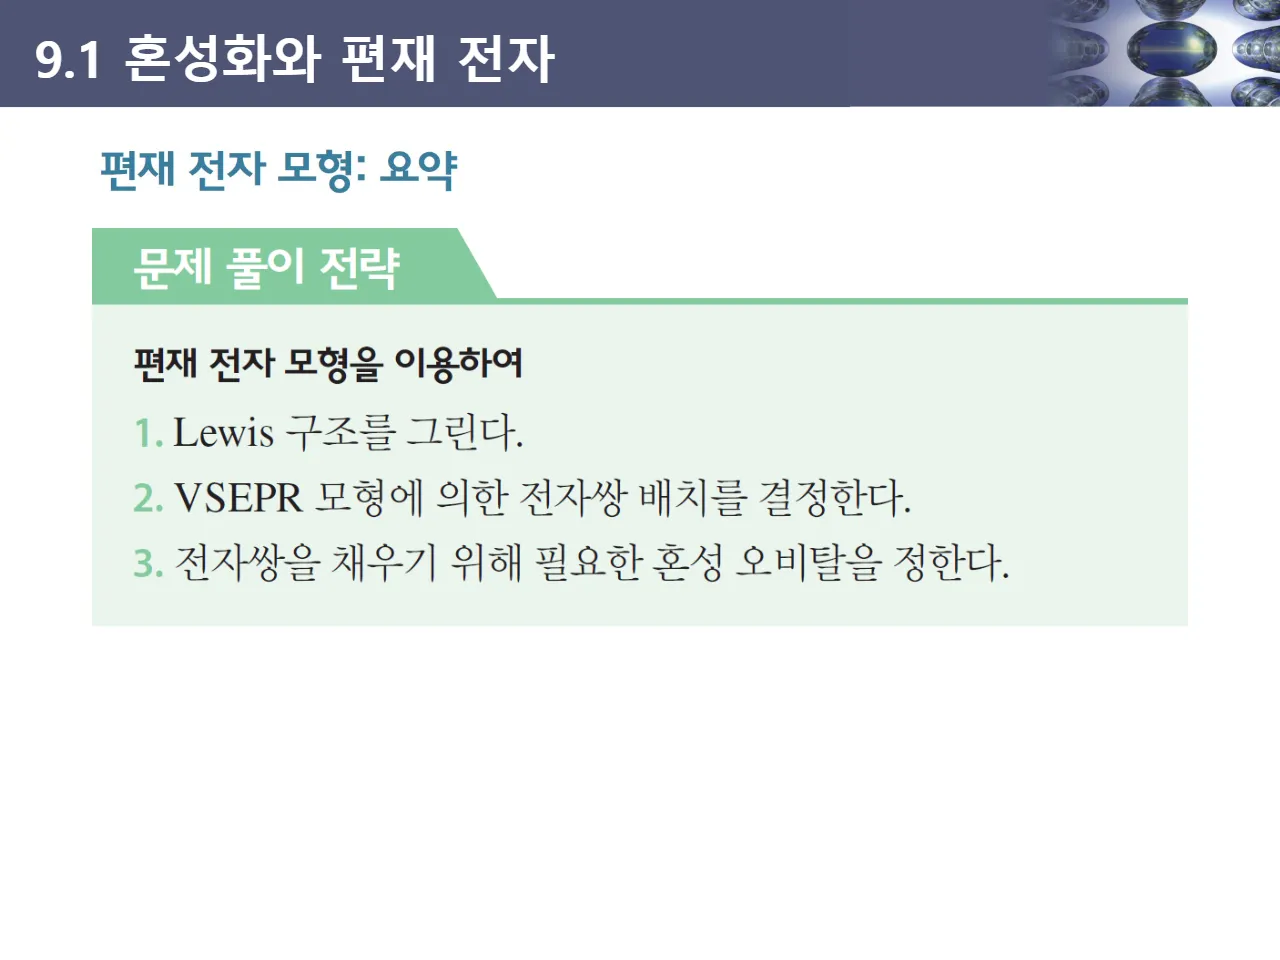 9.1 혼성화와 편재 전자
편재 전자 모형: 요약
문제 풀이 전략
편재 전자 모형을 이용하여
1. Lewis 구조를 그린다.
2. VSEPR 모형에 의한 전자쌍 배치를 결정한다.
3. 전자쌍을 채우기 위해 필요한 혼성 오비탈을 정한다.